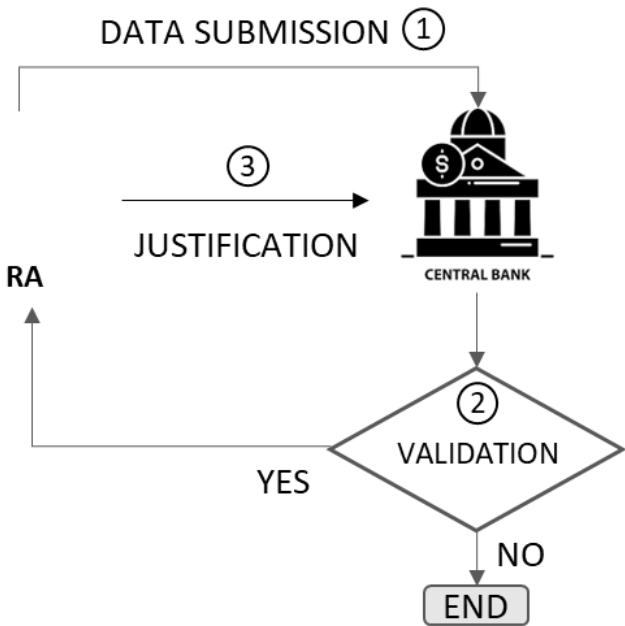 DATA SUBMISSION 1
3
JUSTIFICATION
$
CENTRAL BANK
RA
2
VALIDATION
YES
NO
END